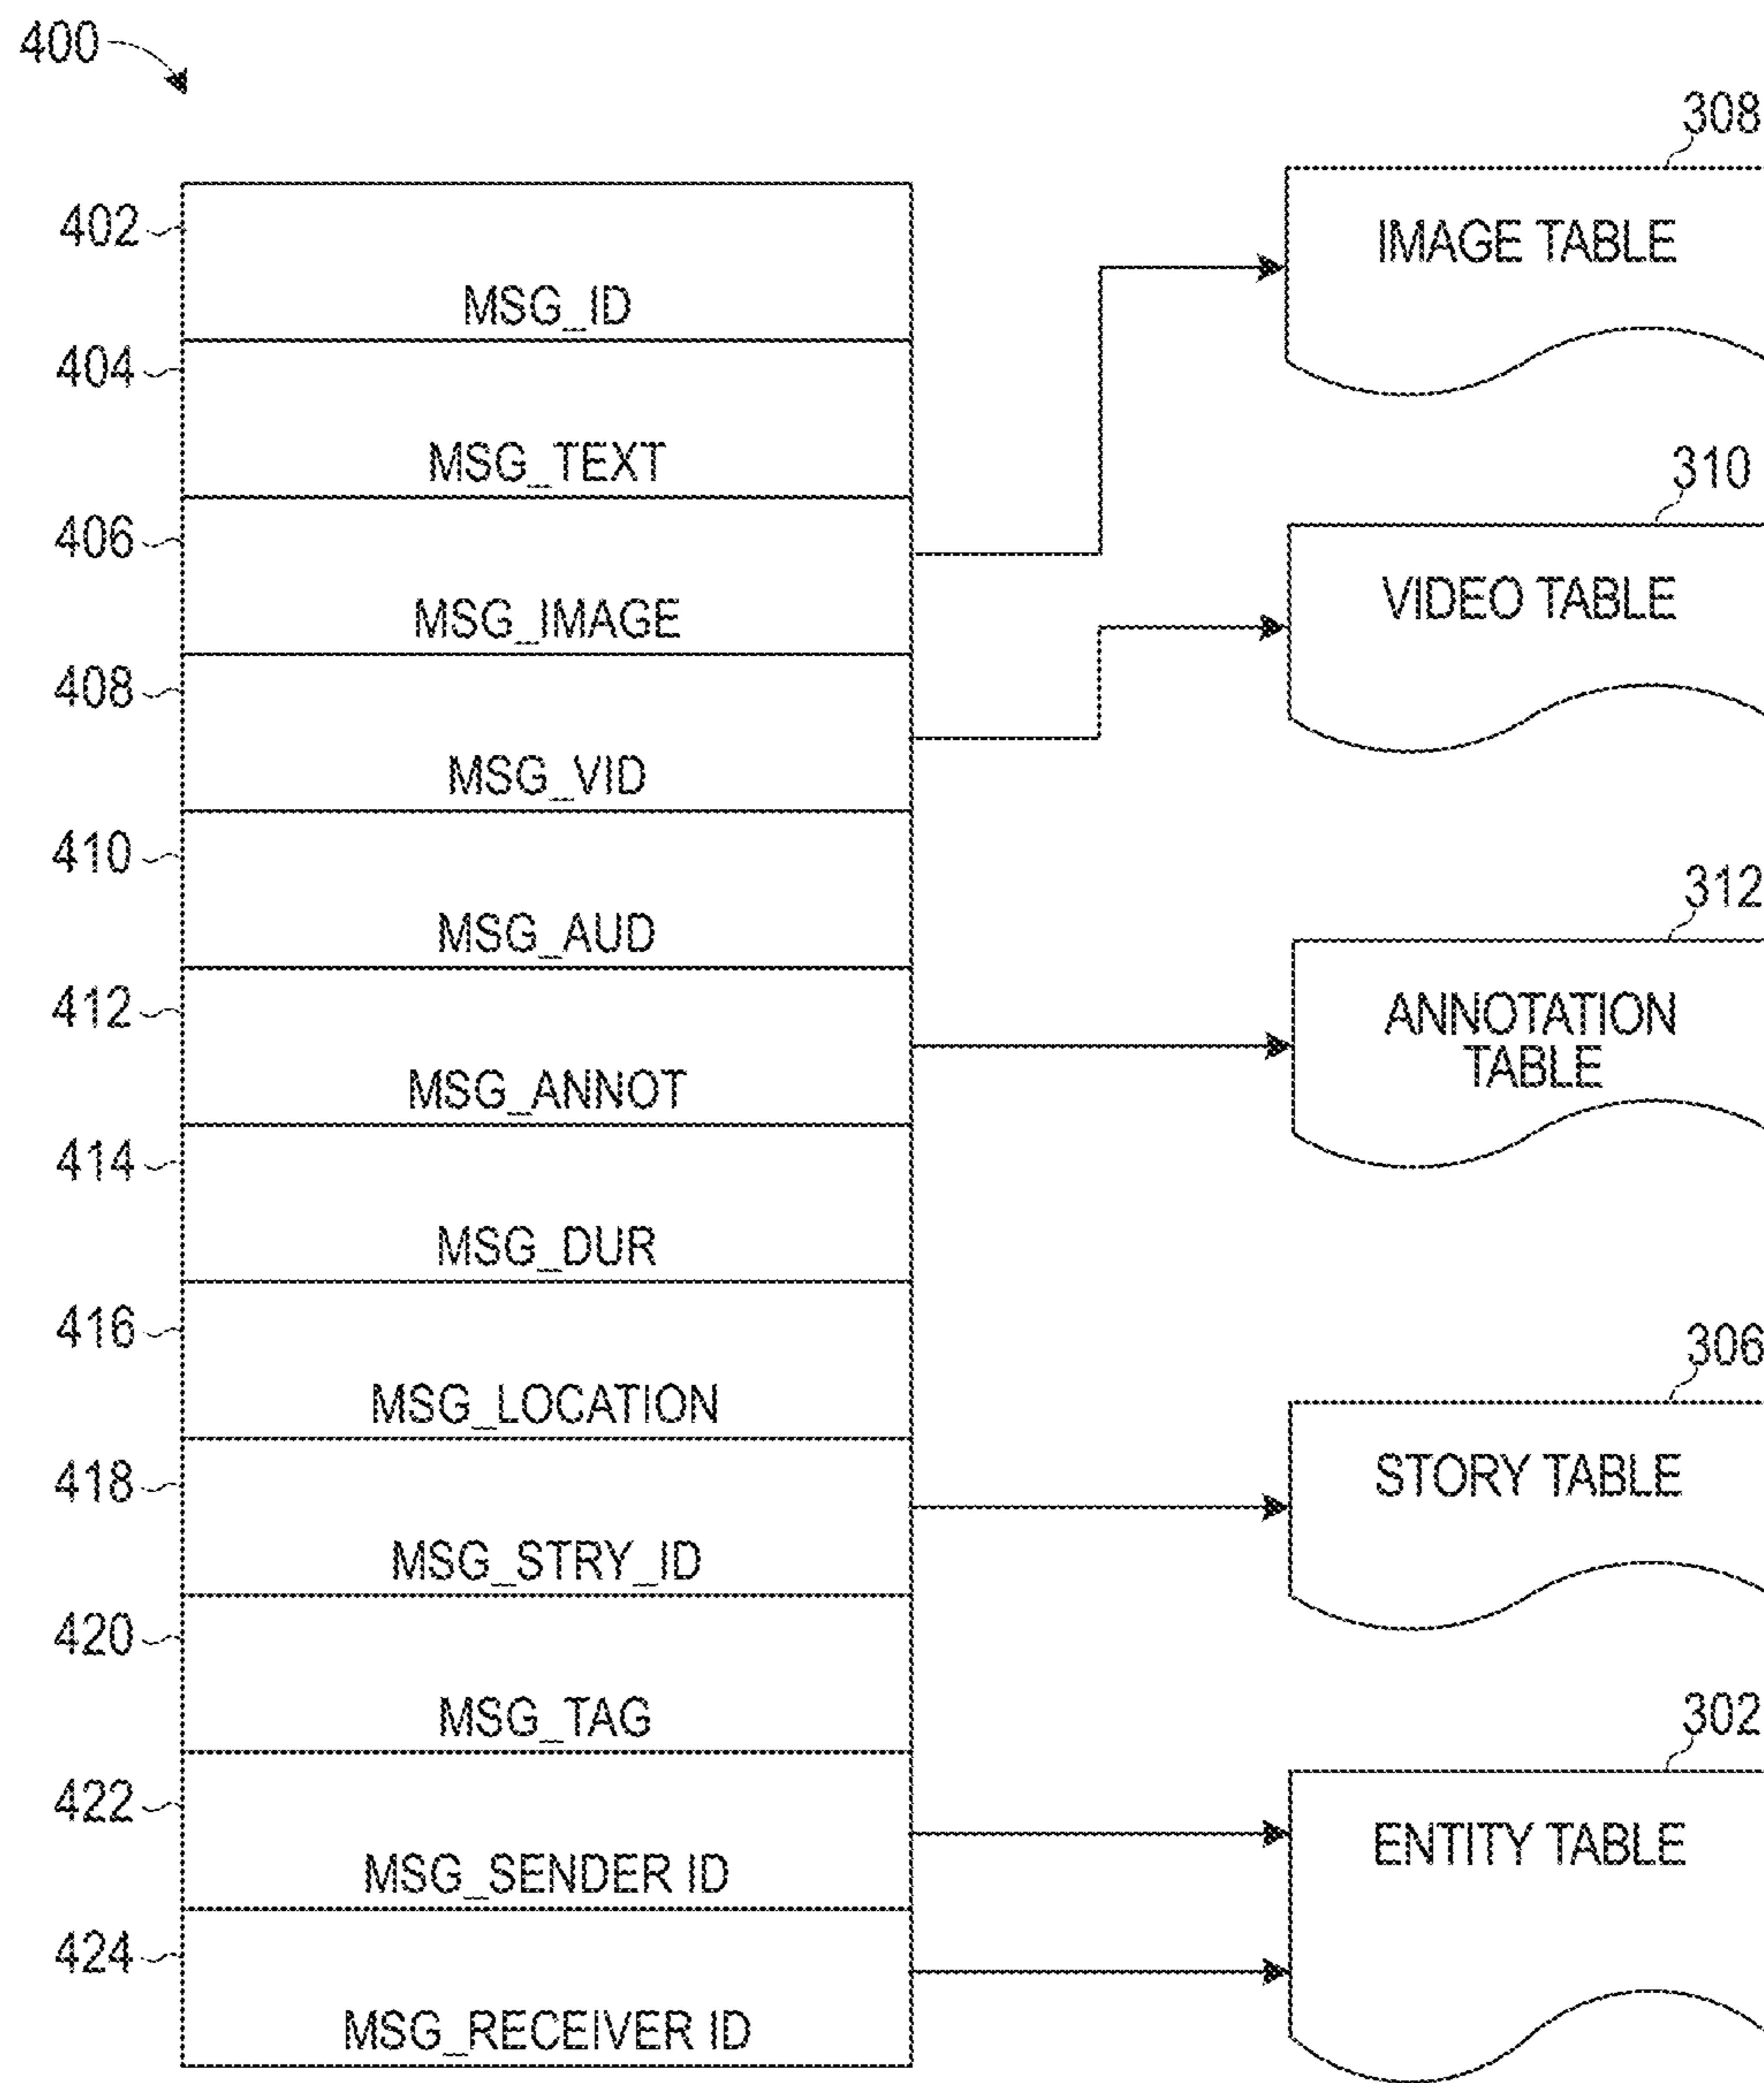 400
308
402
IMAGE TABLE
MSG_ID
404
MSG_TEXT
310
406
VIDEO TABLE
MSG_IMAGE
408
MSG_VID
410
312
MSG_AUD
412
ANNOTATION
TABLE
MSG_ANNOT
414
MSG_DUR
416
306
MSG_LOCATION
418
STORY TABLE
MSG_STRY_ID
420
302
MSG_TAG
422
ENTITY TABLE
MSG_SENDER ID
424
MSG_RECEIVER ID